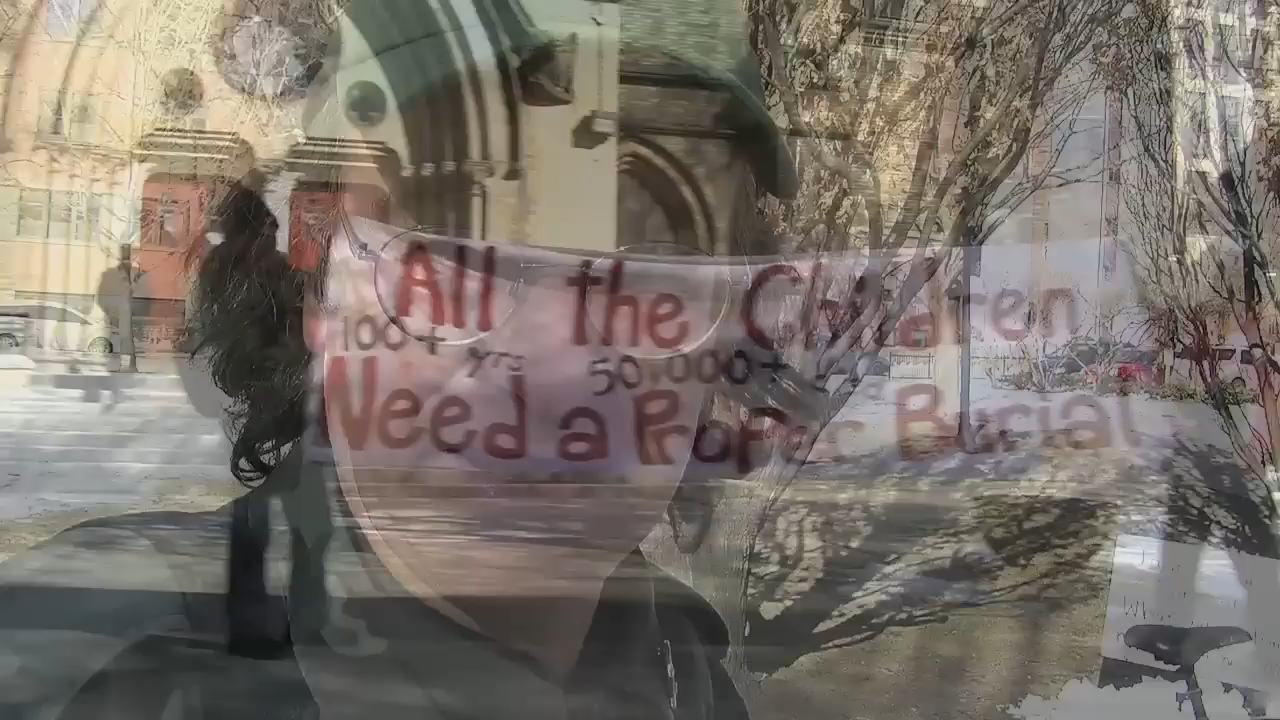 All the Children
100+ yrs 50,000+
Need a Proper Burial